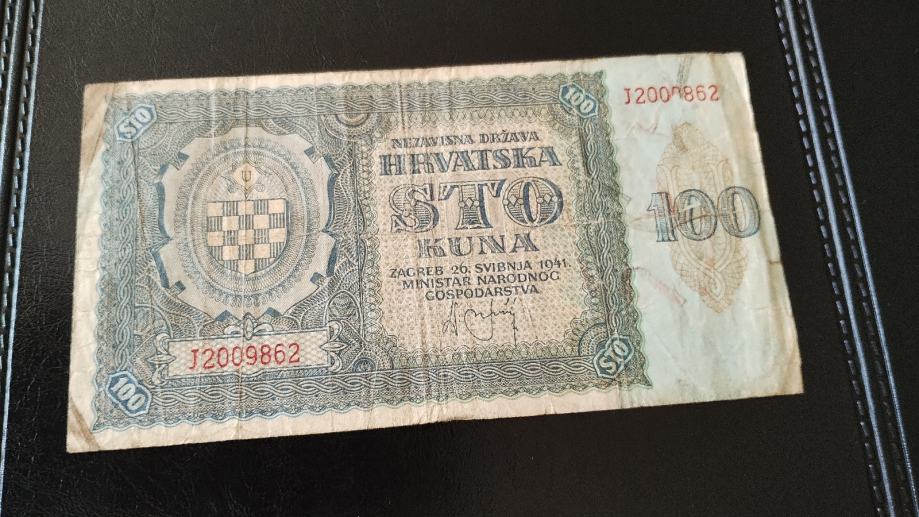 STO
100
J2009862
NEZAVISNA DRŽAVA
HRVATSKA
STO
KUNA
ZAGREB 26. SVIBNJA 1941.
MINISTAR NARODNOG
GOSPODARSTVA
100
U
J2009862
100
STO